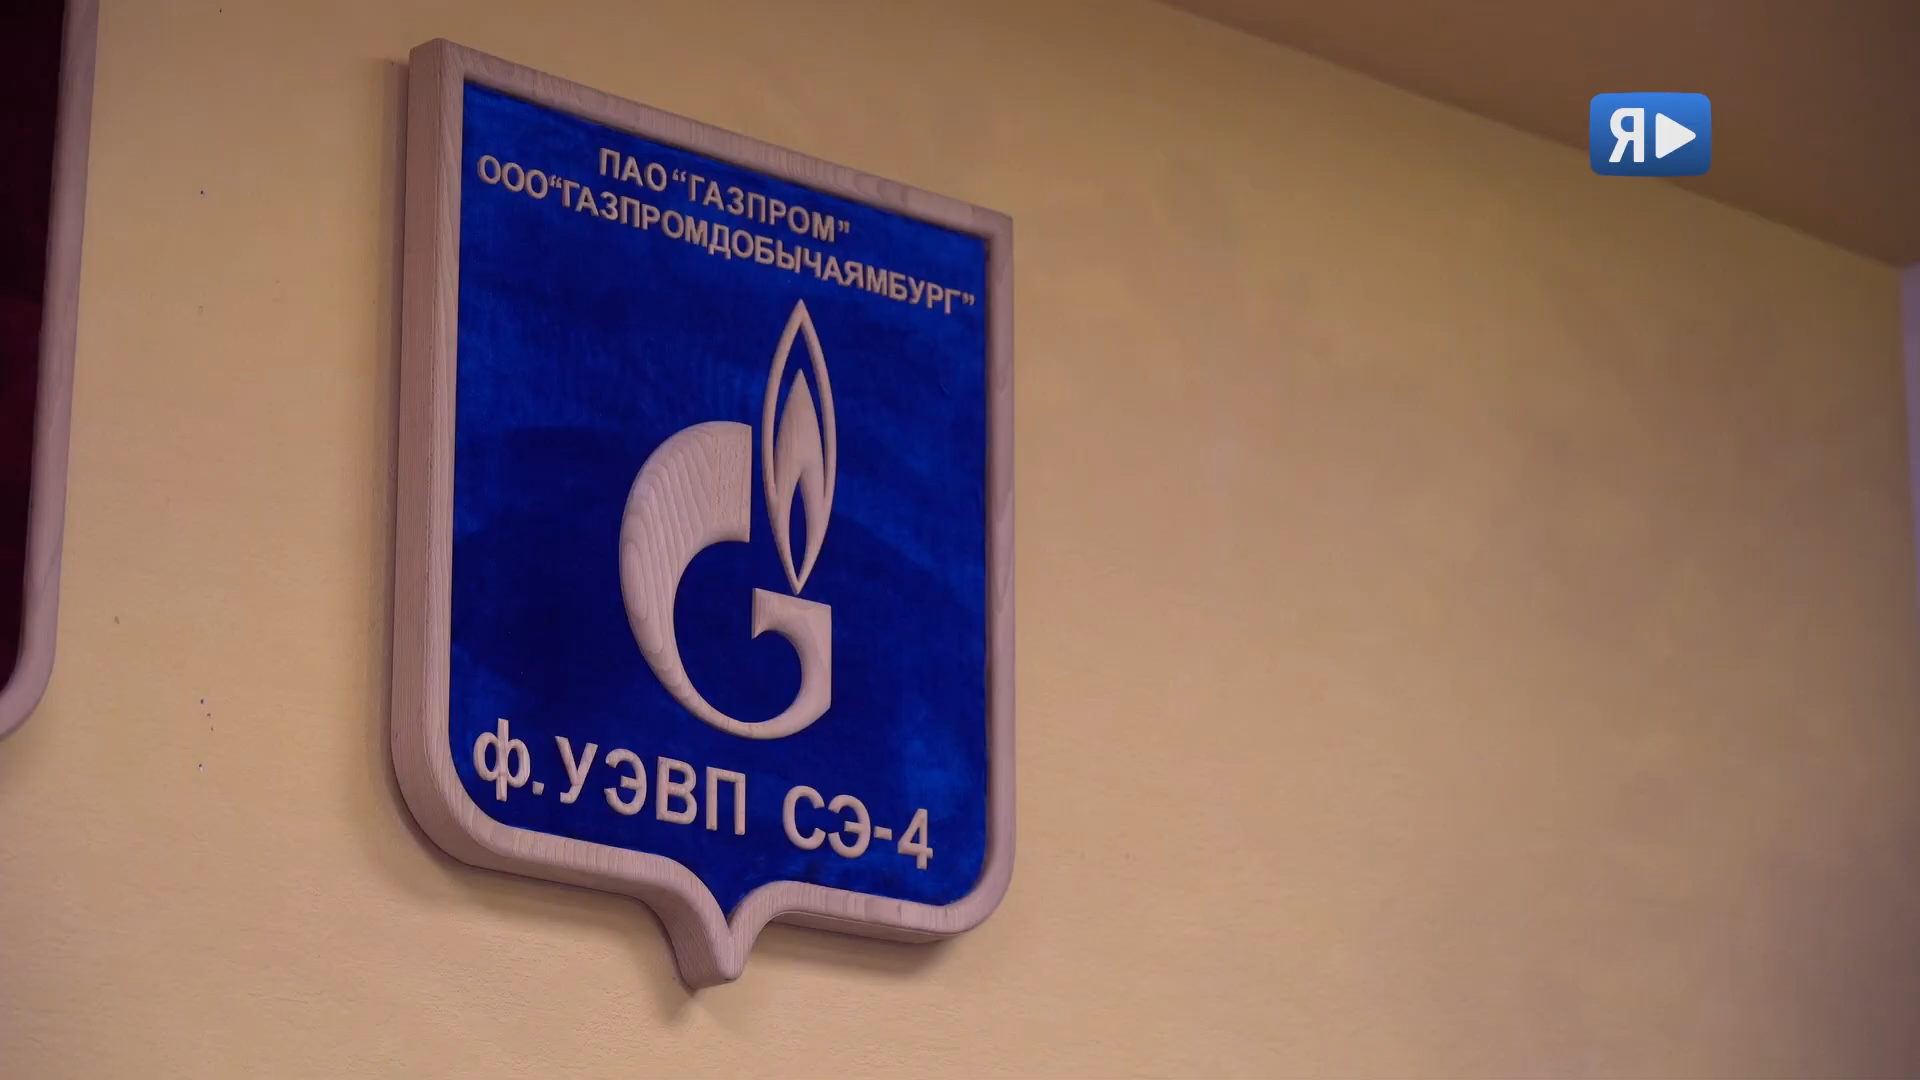 ПАО “ГАЗПРОМ”
ООО“ГАЗПРОМДОБЫЧАЯМБУРГ”
ф.УЭВП СЭ-4
Я